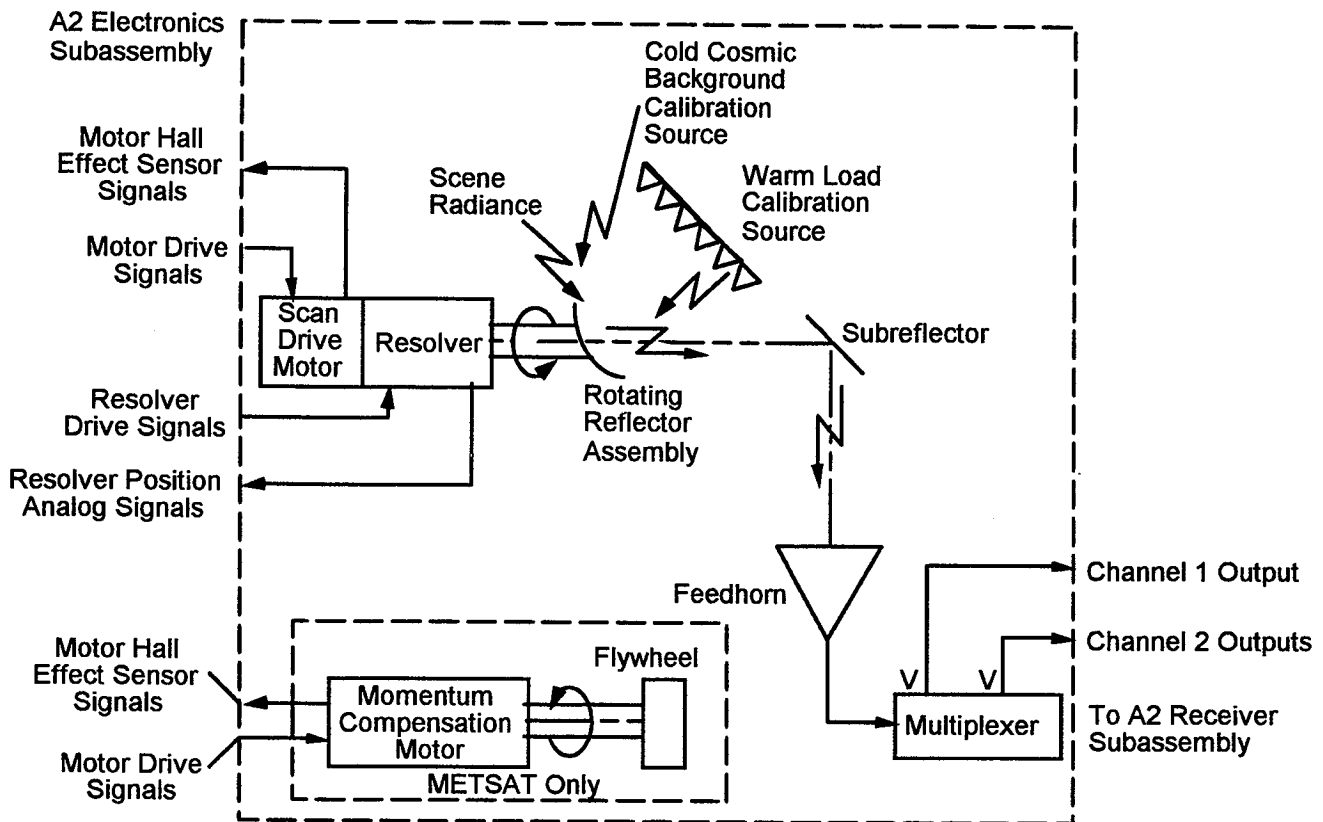 A2 Electronics
Subassembly
Cold Cosmic
Background
Calibration
Source
Motor Hall
Effect Sensor
Signals
Scene
Radiance
Warm Load
Calibration
Source
Motor Drive
Signals
Scan
Drive
Motor
Resolver
Subreflector
Rotating
Reflector
Assembly
Resolver
Drive Signals
Resolver Position
Analog Signals
Feedhorn
Channel 1 Output
Channel 2 Outputs
V
V
Multiplexer
To A2 Receiver
Subassembly
Motor Hall
Effect Sensor
Signals
Flywheel
Momentum
Compensation
Motor
Motor Drive
Signals
METSAT Only